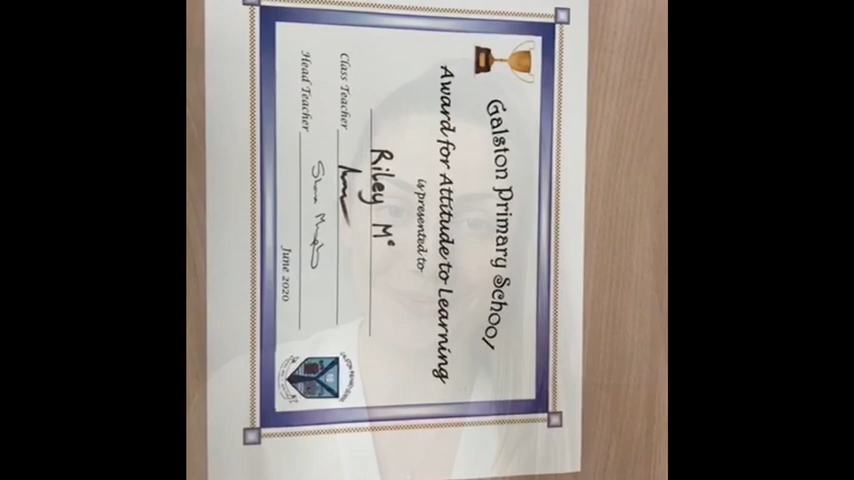 Galston Primary School
Award for Attitude to Learning
is presented to
Riley Mc
Class Teacher
Head Teacher
June 2020